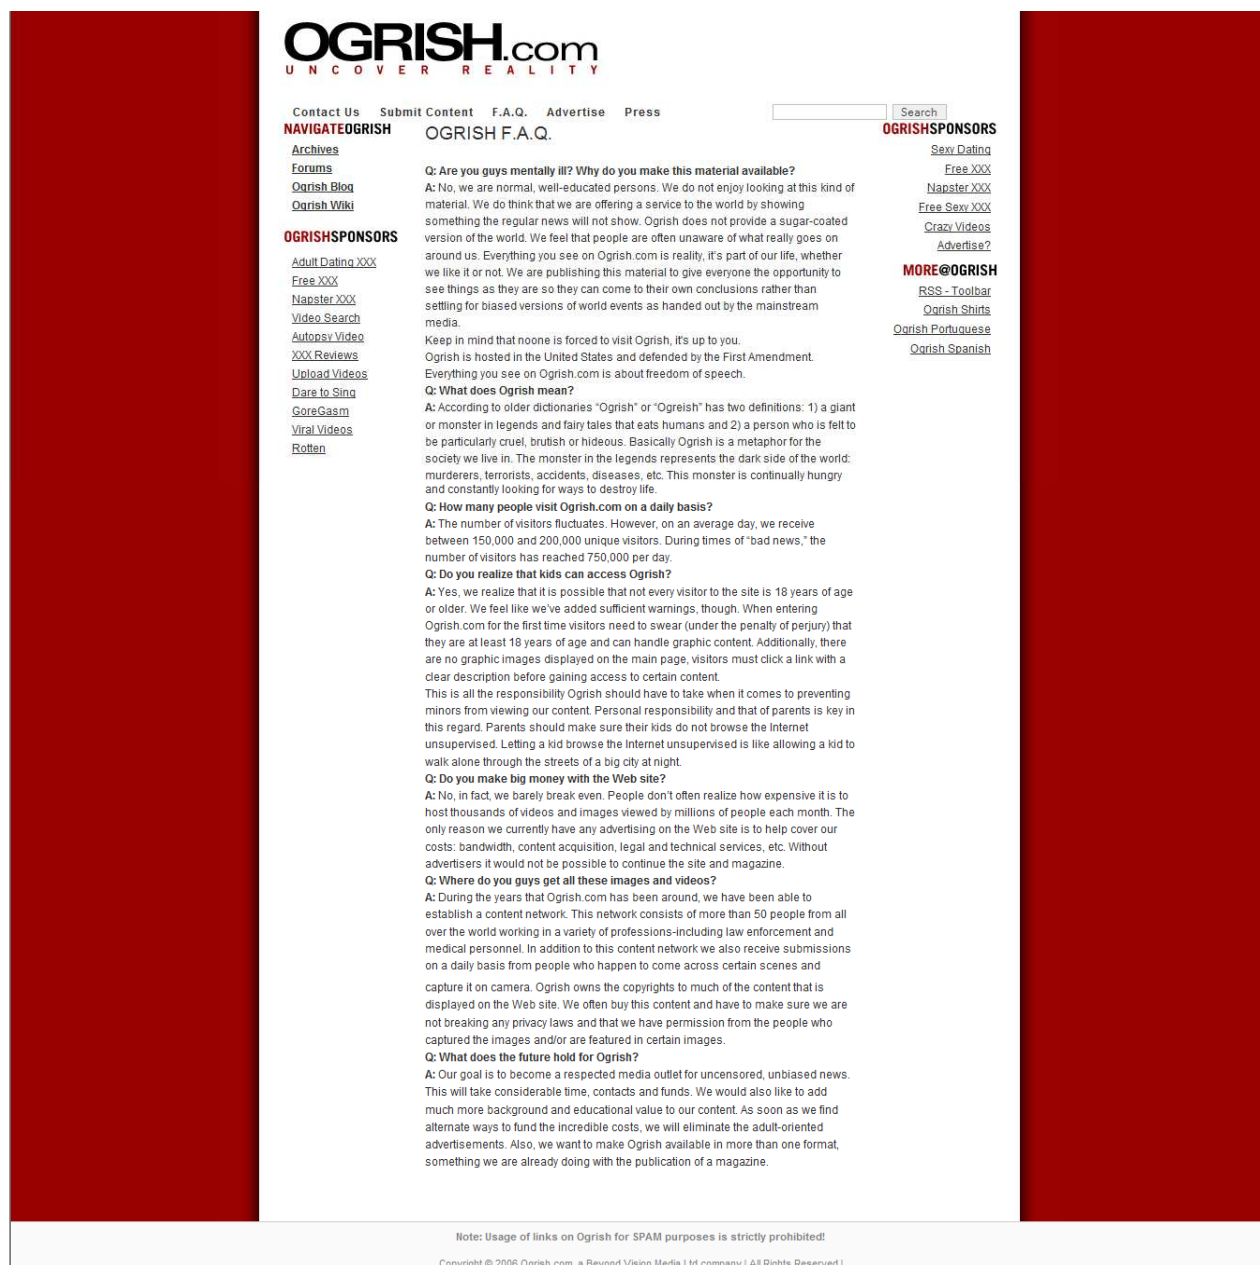 OGRISH.com
UNCOVER REALITY
Contact Us Submit Content F.A.Q. Advertise Press Search
NAVIGATEOGRISH
Archives
Forums
Ogrish Blog
Ogrish Wiki
OGRISHSPONSORS
Adult Dating XXX
Free XXX
Napster XXX
Video Search
Autopsy Video
XXX Reviews
Upload Videos
Dare to Sing
GoreGasm
Viral Videos
Rotten
OGRISH F.A.Q.
Q: Are you guys mentally ill? Why do you make this material available?
A: No, we are normal, well-educated persons. We do not enjoy looking at this kind of
material. We do think that we are offering a service to the world by showing
something the regular news will not show. Ogrish does not provide a sugar-coated
version of the world. We feel that people are often unaware of what really goes on
around us. Everything you see on Ogrish.com is reality, it's part of our life, whether
we like it or not. We are publishing this material to give everyone the opportunity to
see things as they are so they can come to their own conclusions rather than
settling for biased versions of world events as handed out by the mainstream
media.
Keep in mind that noone is forced to visit Ogrish, it's up to you.
Ogrish is hosted in the United States and defended by the First Amendment.
Everything you see on Ogrish.com is about freedom of speech.
Q: What does Ogrish mean?
A: According to older dictionaries “Ogrish” or “Ogreish” has two definitions: 1) a giant
or monster in legends and fairy tales that eats humans and 2) a person who is felt to
be particularly cruel, brutish or hideous. Basically Ogrish is a metaphor for the
society we live in. The monster in the legends represents the dark side of the world:
murderers, terrorists, accidents, diseases, etc. This monster is continually hungry
and constantly looking for ways to destroy life.
Q: How many people visit Ogrish.com on a daily basis?
A: The number of visitors fluctuates. However, on an average day, we receive
between 150,000 and 200,000 unique visitors. During times of “bad news,” the
number of visitors has reached 750,000 per day.
Q: Do you realize that kids can access Ogrish?
A: Yes, we realize that it is possible that not every visitor to the site is 18 years of age
or older. We feel like we've added sufficient warnings, though. When entering
Ogrish.com for the first time visitors need to swear (under the penalty of perjury) that
they are at least 18 years of age and can handle graphic content. Additionally, there
are no graphic images displayed on the main page, visitors must click a link with a
clear description before gaining access to certain content.
This is all the responsibility Ogrish should have to take when it comes to preventing
minors from viewing our content. Personal responsibility and that of parents is key in
this regard. Parents should make sure their kids do not browse the Internet
unsupervised. Letting a kid browse the Internet unsupervised is like allowing a kid to
walk alone through the streets of a big city at night.
Q: Do you make big money with the Web site?
A: No, in fact, we barely break even. People don't often realize how expensive it is to
host thousands of videos and images viewed by millions of people each month. The
only reason we currently have any advertising on the Web site is to help cover our
costs: bandwidth, content acquisition, legal and technical services, etc. Without
advertisers it would not be possible to continue the site and magazine.
Q: Where do you guys get all these images and videos?
A: During the years that Ogrish.com has been around, we have been able to
establish a content network. This network consists of more than 50 people from all
over the world working in a variety of professions-including law enforcement and
medical personnel. In addition to this content network we also receive submissions
on a daily basis from people who happen to come across certain scenes and
capture it on camera. Ogrish owns the copyrights to much of the content that is
displayed on the Web site. We often buy this content and have to make sure we are
not breaking any privacy laws and that we have permission from the people who
captured the images and/or are featured in certain images.
Q: What does the future hold for Ogrish?
A: Our goal is to become a respected media outlet for uncensored, unbiased news.
This will take considerable time, contacts and funds. We would also like to add
much more background and educational value to our content. As soon as we find
alternate ways to fund the incredible costs, we will eliminate the adult-oriented
advertisements. Also, we want to make Ogrish available in more than one format,
something we are already doing with the publication of a magazine.
OGRISHSPONSORS
Sexy Dating
Free XXX
Napster XXX
Free Sexy XXX
Crazy Videos
Advertise?
MORE@OGRISH
RSS - Toolbar
Ogrish Shirts
Ogrish Portuguese
Ogrish Spanish
Note: Usage of links on Ogrish for SPAM purposes is strictly prohibited!
Copyright © 2006 Ogrish.com, a Beyond Vision Media Ltd company | All Rights Reserved |